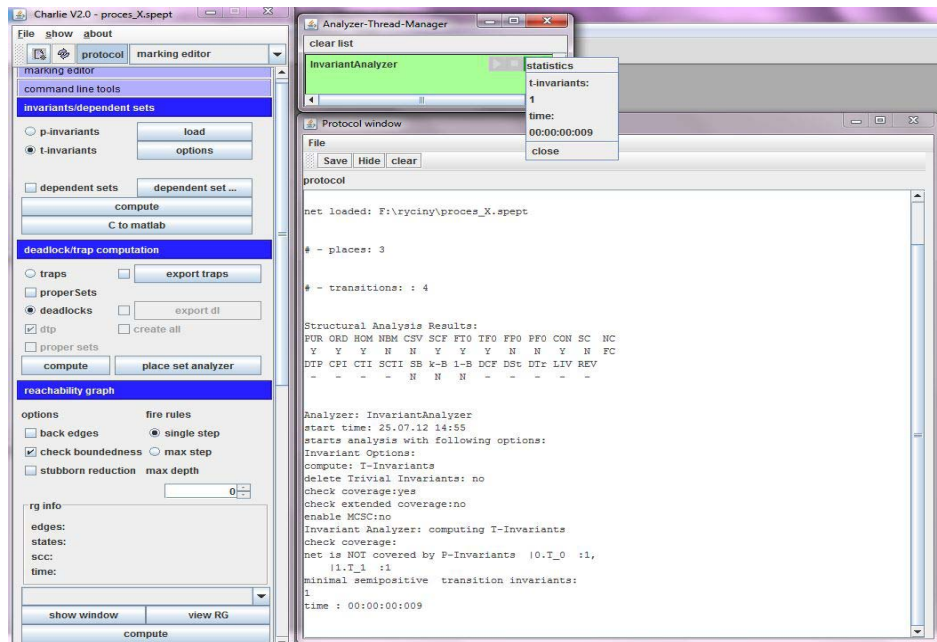 Charlie V2.0 - proces_X.spept
File show about
protocol marking editor
marking editor
command line tools
invariants/dependent sets
p-invariants load
t-invariants options
dependent sets dependent set ...
compute
C to matlab
deadlock/trap computation
traps export traps
properSets
deadlocks export dl
dtp create all
proper sets
compute place set analyzer
reachability graph
options fire rules
back edges single step
check boundedness max step
stubborn reduction max depth
0
rg info
edges:
states:
scc:
time:
show window view RG
compute
Analyzer-Thread-Manager
clear list
InvariantAnalyzer
statistics
t-invariants:
1
time:
00:00:00:009
close
Protocol window
File
Save Hide clear
protocol
net loaded: F:\ryciny\proces_X.spept
# - places: 3
# - transitions: : 4
Structural Analysis Results:
PUR ORD HOM NBM CSV SCF FT0 TF0 FP0 PF0 CON SC NC
Y Y Y N N Y Y Y N N Y N FC
DTP CPI CTI SCTI SB k-B 1-B DCF DSt DTr LIV REV
- - - - N N N - - - - -
Analyzer: InvariantAnalyzer
start time: 25.07.12 14:55
starts analysis with following options:
Invariant Options:
compute: T-Invariants
delete Trivial Invariants: no
check coverage:yes
check extended coverage:no
enable MCSC:no
Invariant Analyzer: computing T-Invariants
check coverage:
net is NOT covered by P-Invariants |0.T_0 :1,
|1.T_1 :1
minimal semipositive transition invariants:
1
time : 00:00:00:009